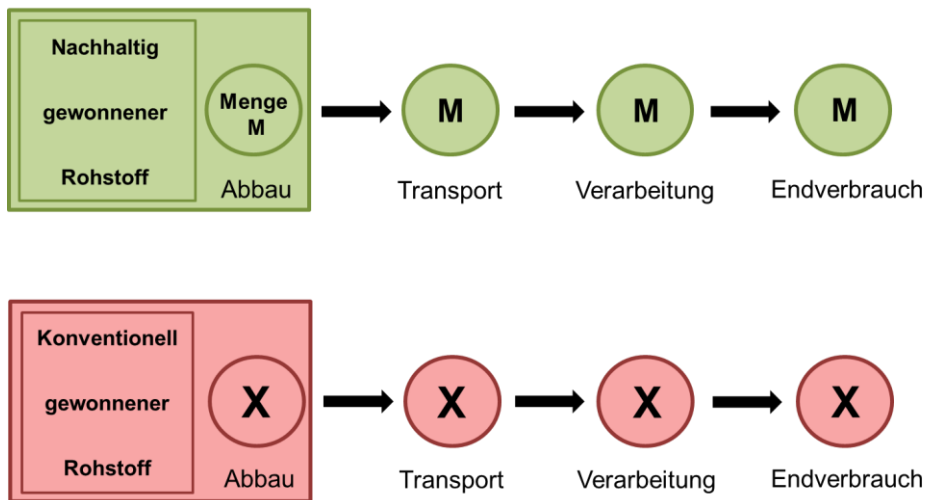 Nachhaltig
gewonnener
Rohstoff
Menge
M
Abbau
M
Transport
M
Verarbeitung
M
Endverbrauch
Konventionell
gewonnener
Rohstoff
X
Abbau
X
Transport
X
Verarbeitung
X
Endverbrauch